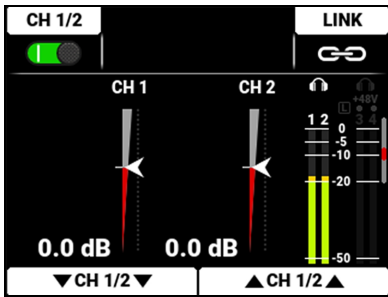 CH 1/2
LINK
CH 1
CH 2
+48V
L
1 2 3 4
0
-5
-10
-20
-50
0.0 dB
0.0 dB
▼CH 1/2▼
▲CH 1/2▲